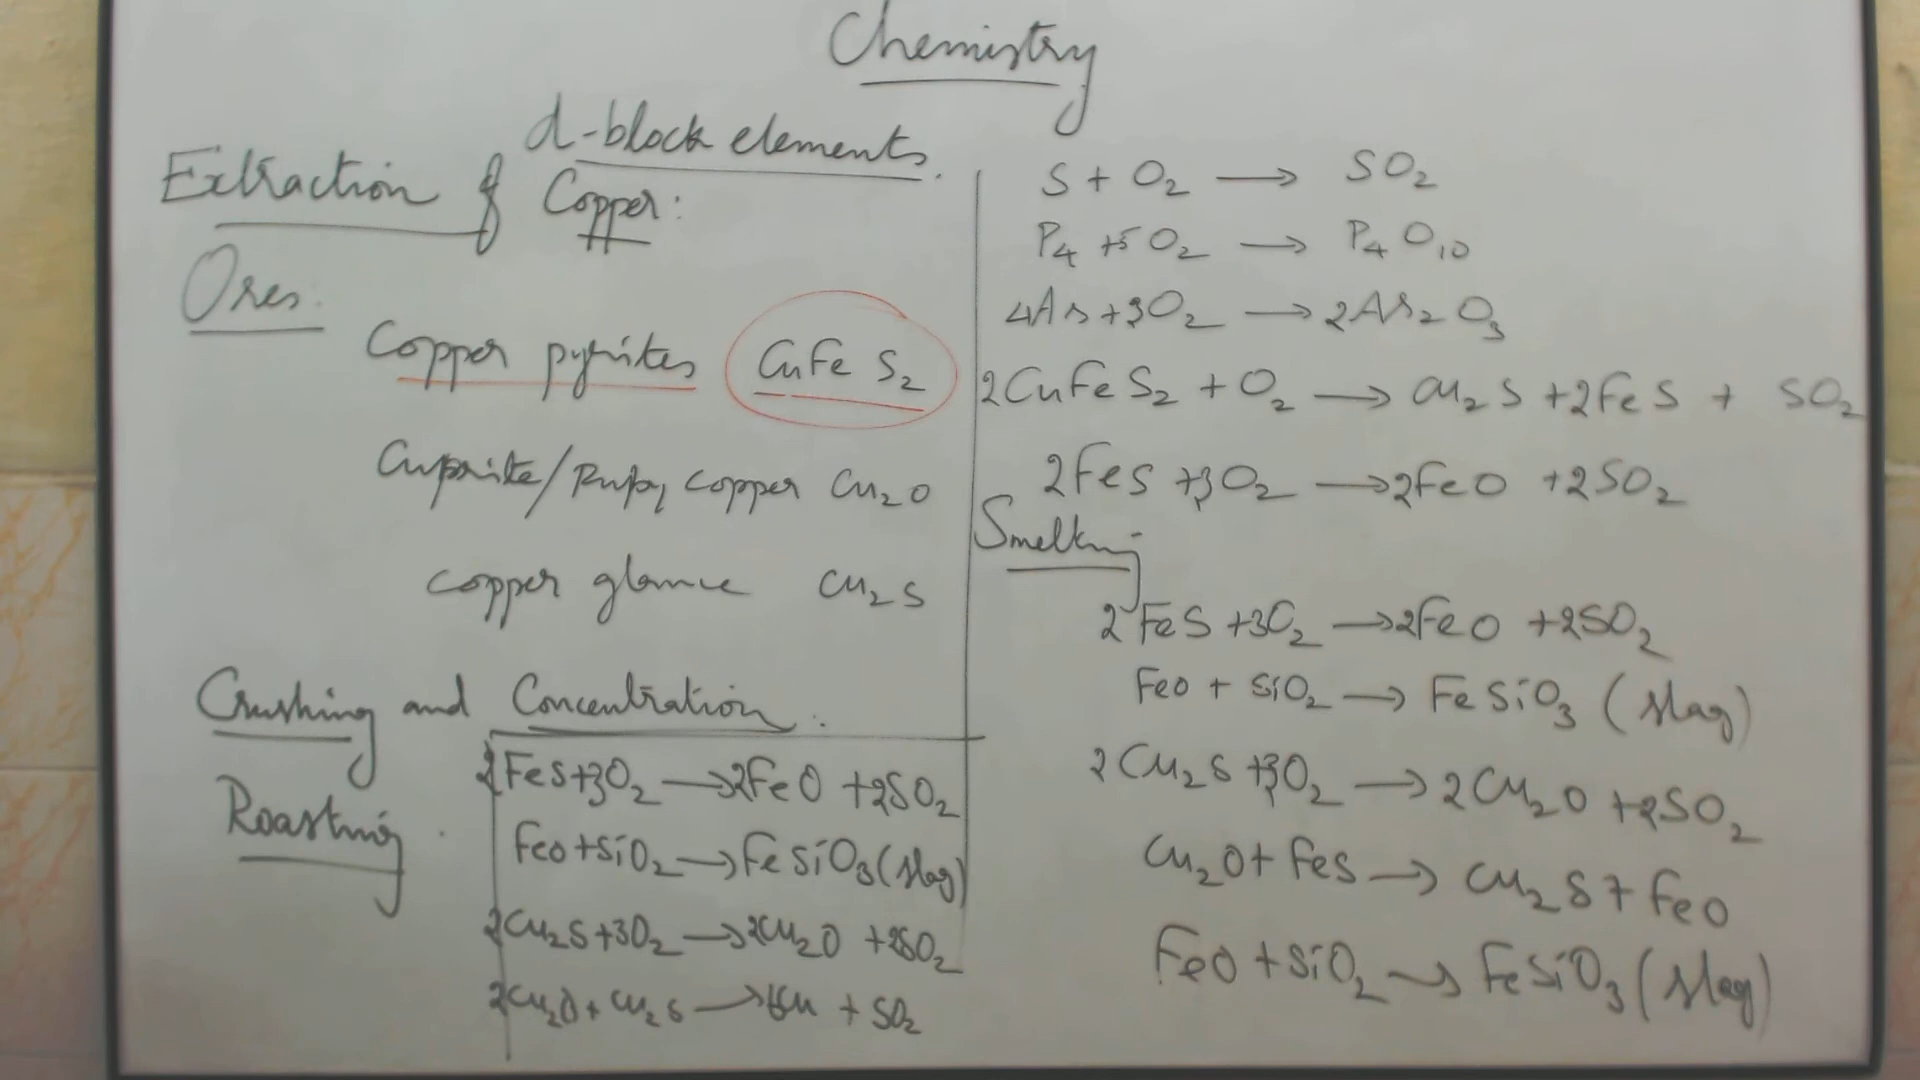 Chemistry
d-block elements.
Extraction of Copper:
Ores:
Copper pyrites CuFeS₂
Cuprite/Ruby copper Cu₂O
copper glance Cu₂S
Crushing and Concentration:
Roasting.
2FeS+3O₂ → 2FeO +2SO₂
FeO+SiO₂ → FeSiO₃ (slag)
2Cu₂S+3O₂ → 2Cu₂O +2SO₂
2Cu₂O + Cu₂S → 6Cu + SO₂
S + O₂ → SO₂
P₄ +5O₂ → P₄O₁₀
4As+3O₂ → 2As₂O₃
2CuFeS₂ + O₂ → Cu₂S +2FeS + SO₂
2FeS +3O₂ → 2FeO +2SO₂
Smelting
2FeS +3O₂ → 2FeO +2SO₂
FeO + SiO₂ → FeSiO₃ (slag)
2Cu₂S +3O₂ → 2Cu₂O +2SO₂
Cu₂O + FeS → Cu₂S + FeO
FeO + SiO₂ → FeSiO₃ (slag)